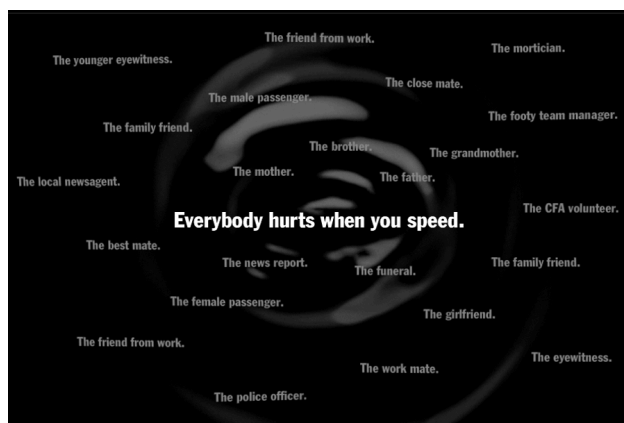 The friend from work.
The mortician.
The younger eyewitness.
The close mate.
The male passenger.
The footy team manager.
The family friend.
The brother.
The grandmother.
The mother.
The father.
The local newsagent.
The CFA volunteer.
Everybody hurts when you speed.
The best mate.
The news report.
The funeral.
The family friend.
The female passenger.
The girlfriend.
The friend from work.
The eyewitness.
The work mate.
The police officer.